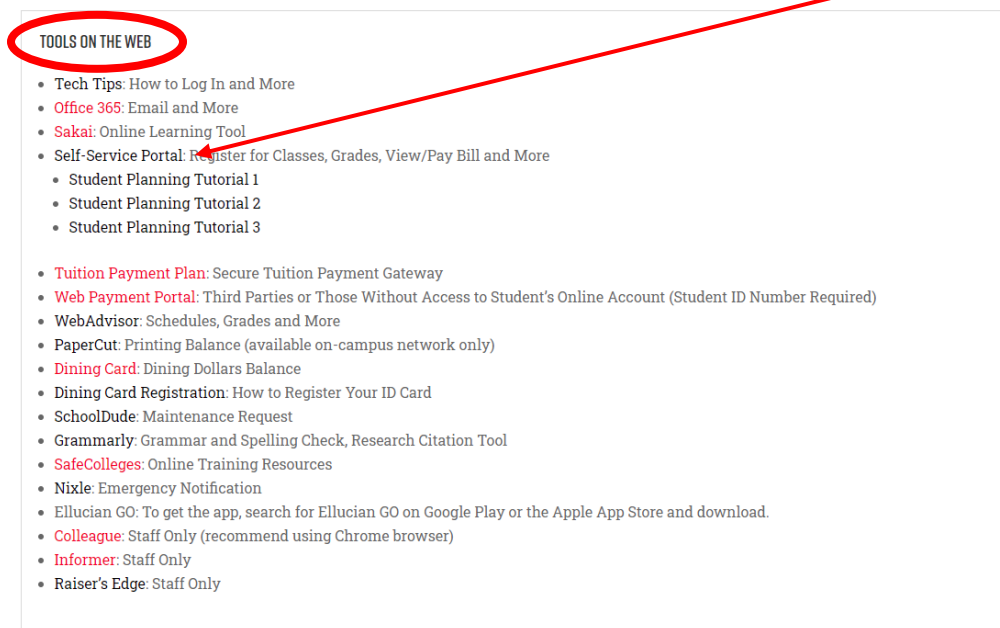 TOOLS ON THE WEB
Tech Tips: How to Log In and More
Office 365: Email and More
Sakai: Online Learning Tool
Self-Service Portal: Register for Classes, Grades, View/Pay Bill and More
Student Planning Tutorial 1
Student Planning Tutorial 2
Student Planning Tutorial 3
Tuition Payment Plan: Secure Tuition Payment Gateway
Web Payment Portal: Third Parties or Those Without Access to Student's Online Account (Student ID Number Required)
WebAdvisor: Schedules, Grades and More
PaperCut: Printing Balance (available on-campus network only)
Dining Card: Dining Dollars Balance
Dining Card Registration: How to Register Your ID Card
SchoolDude: Maintenance Request
Grammarly: Grammar and Spelling Check, Research Citation Tool
SafeColleges: Online Training Resources
Nixle: Emergency Notification
Ellucian GO: To get the app, search for Ellucian GO on Google Play or the Apple App Store and download.
Colleague: Staff Only (recommend using Chrome browser)
Informer: Staff Only
Raiser's Edge: Staff Only